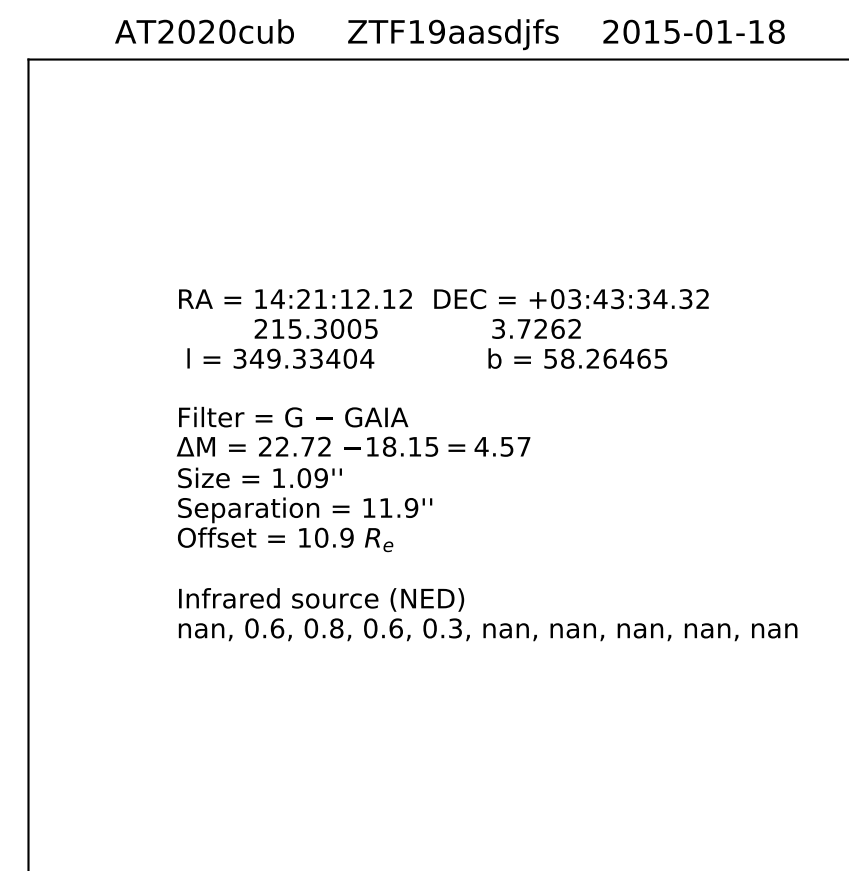 AT2020cub ZTF19aasdjfs 2015-01-18
RA = 14:21:12.12 DEC = +03:43:34.32
215.3005 3.7262
l = 349.33404 b = 58.26465
Filter = G − GAIA
ΔM = 22.72 −18.15 = 4.57
Size = 1.09''
Separation = 11.9''
Offset = 10.9 Re
Infrared source (NED)
nan, 0.6, 0.8, 0.6, 0.3, nan, nan, nan, nan, nan